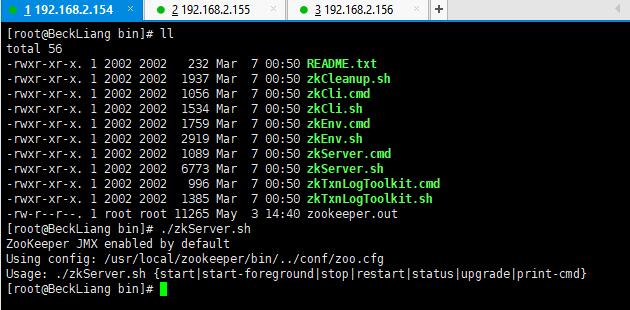 1 192.168.2.154 × 2 192.168.2.155 × 3 192.168.2.156 × +
[root@BeckLiang bin]# ll
total 56
-rwxr-xr-x. 1 2002 2002   232 Mar  7 00:50 README.txt
-rwxr-xr-x. 1 2002 2002  1937 Mar  7 00:50 zkCleanup.sh
-rwxr-xr-x. 1 2002 2002  1056 Mar  7 00:50 zkCli.cmd
-rwxr-xr-x. 1 2002 2002  1534 Mar  7 00:50 zkCli.sh
-rwxr-xr-x. 1 2002 2002  1759 Mar  7 00:50 zkEnv.cmd
-rwxr-xr-x. 1 2002 2002  2919 Mar  7 00:50 zkEnv.sh
-rwxr-xr-x. 1 2002 2002  1089 Mar  7 00:50 zkServer.cmd
-rwxr-xr-x. 1 2002 2002  6773 Mar  7 00:50 zkServer.sh
-rwxr-xr-x. 1 2002 2002   996 Mar  7 00:50 zkTxnLogToolkit.cmd
-rwxr-xr-x. 1 2002 2002  1385 Mar  7 00:50 zkTxnLogToolkit.sh
-rw-r--r--. 1 root root 11265 May  3 14:40 zookeeper.out
[root@BeckLiang bin]# ./zkServer.sh
ZooKeeper JMX enabled by default
Using config: /usr/local/zookeeper/bin/../conf/zoo.cfg
Usage: ./zkServer.sh {start|start-foreground|stop|restart|status|upgrade|print-cmd}
[root@BeckLiang bin]#